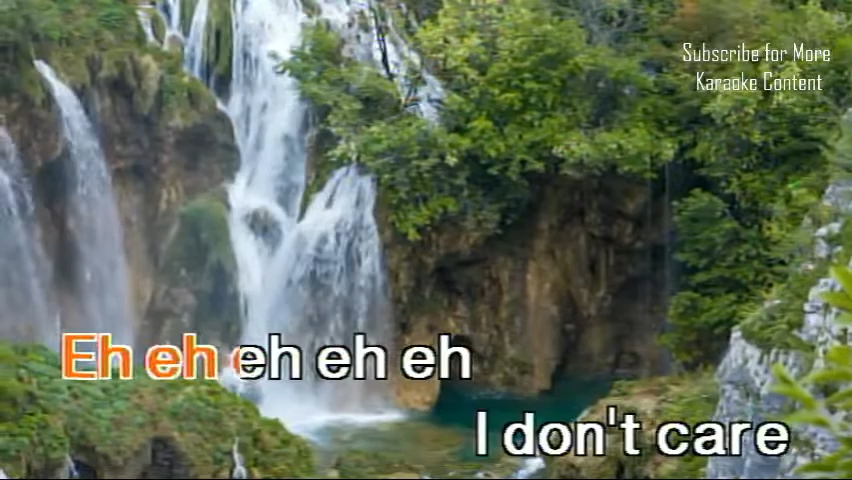 Subscribe for More
Karaoke Content
Eh eh eh eh eh
I don't care